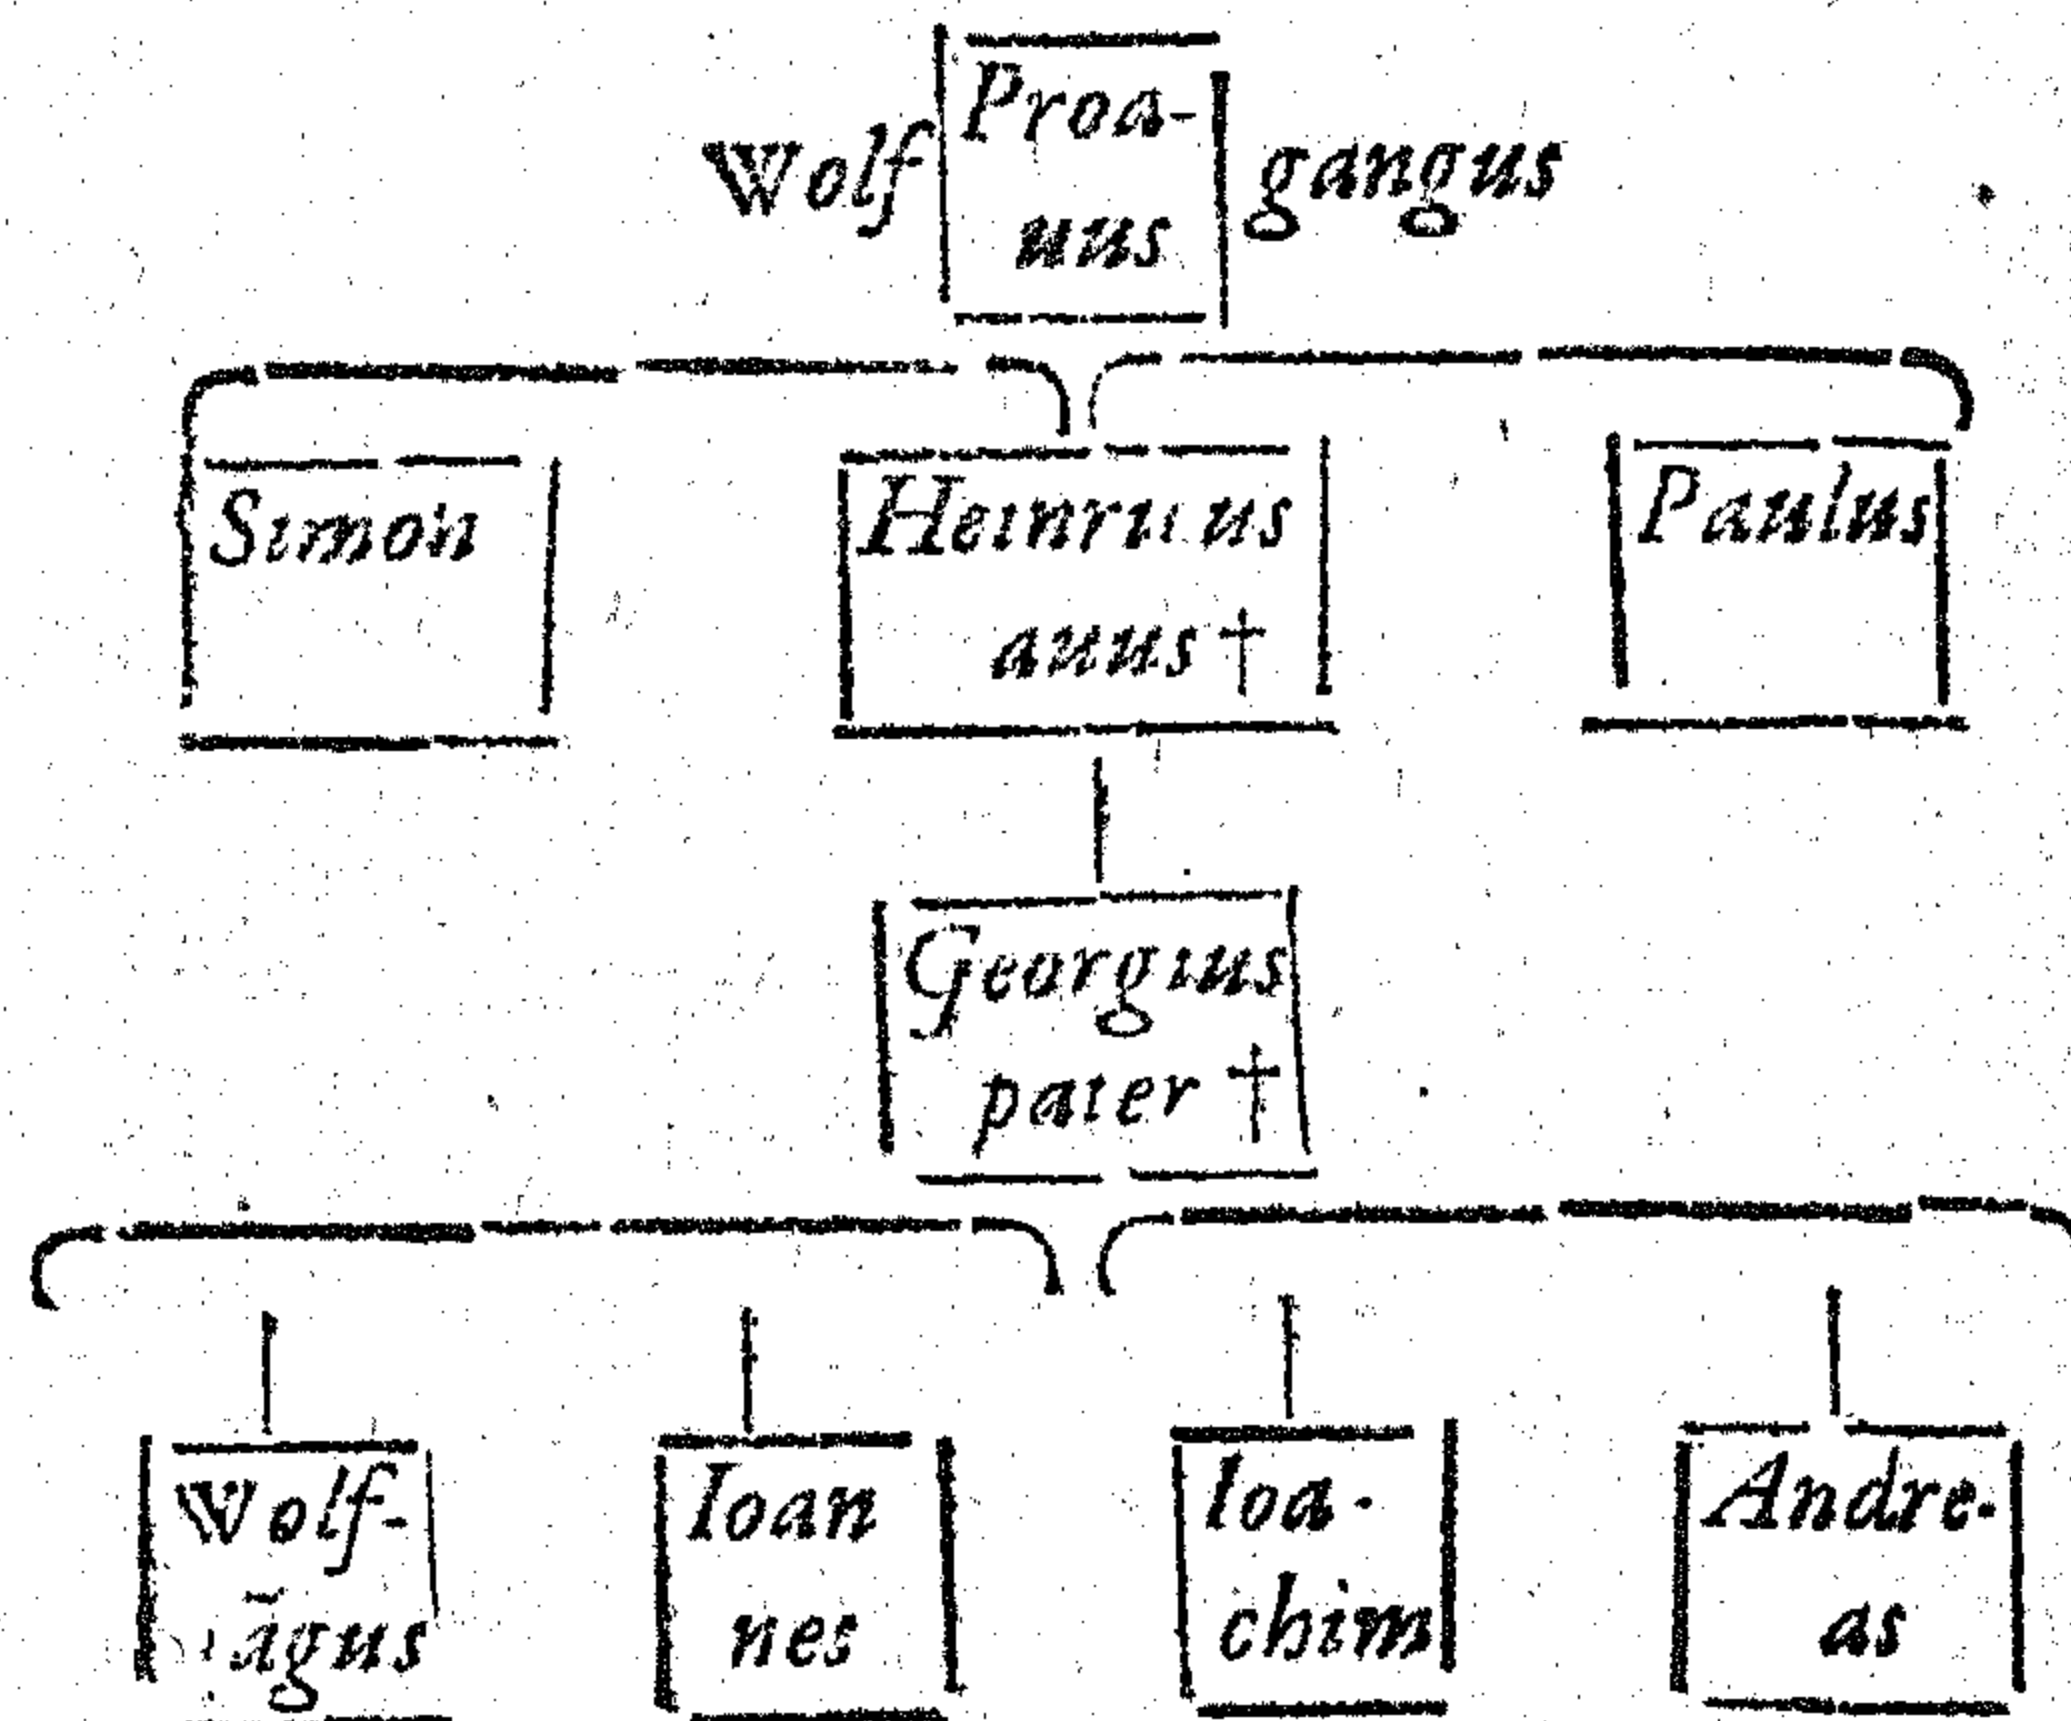 Proa-
Wolf gangus
uus
Simon Heinricus Paulus
auus †
Georgius
pater †
Wolf- Ioan Ioa- Andre-
ãgus nes chim as